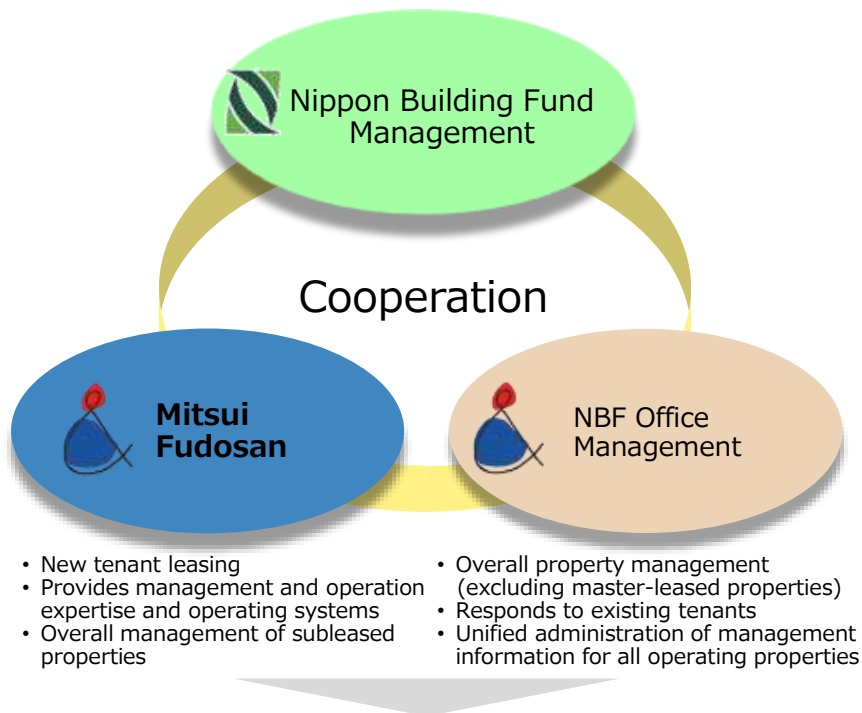 Nippon Building Fund
Management
Cooperation
Mitsui
Fudosan
NBF Office
Management
• New tenant leasing
• Provides management and operation
expertise and operating systems
• Overall management of subleased
properties
• Overall property management
(excluding master-leased properties)
• Responds to existing tenants
• Unified administration of management
information for all operating properties